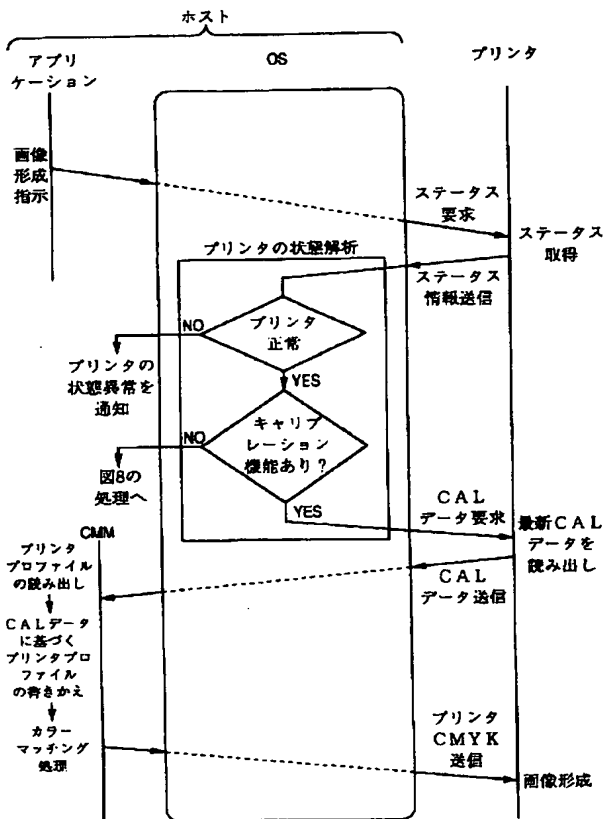 ホスト
アプリ
ケーション
OS
プリンタ
画像
形成
指示
ステータス
要求
ステータス
取得
プリンタの状態解析
ステータス
情報送信
NO
プリンタ
正常
プリンタの
状態異常を
通知
YES
NO
キャリブ
レーション
機能あり?
図8の
処理へ
YES
CAL
データ要求
最新CAL
データを
読み出し
CMM
プリンタ
プロファイル
の読み出し
CAL
データ送信
CALデータ
に基づく
プリンタプロ
ファイル
の書きかえ
カラー
マッチング
処理
プリンタ
CMYK
送信
画像形成